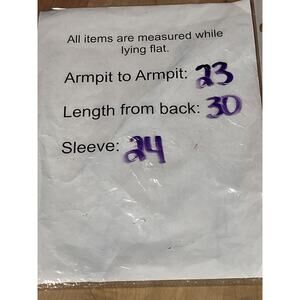 All items are measured while
lying flat.
Armpit to Armpit: 23
Length from back: 30
Sleeve: 24